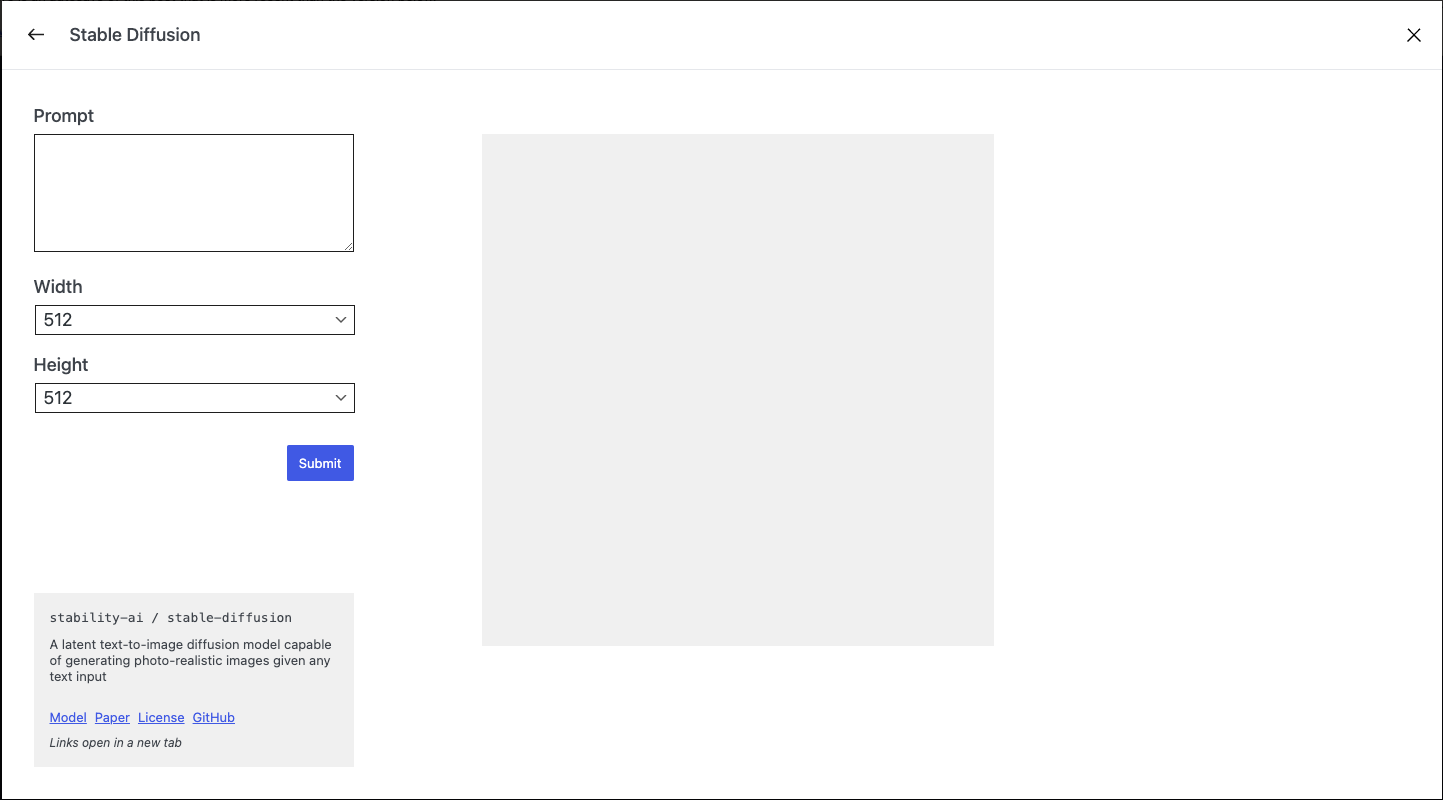 Stable Diffusion
Prompt
Width
512
Height
512
Submit
stability-ai / stable-diffusion
A latent text-to-image diffusion model capable
of generating photo-realistic images given any
text input
Model Paper License GitHub
Links open in a new tab